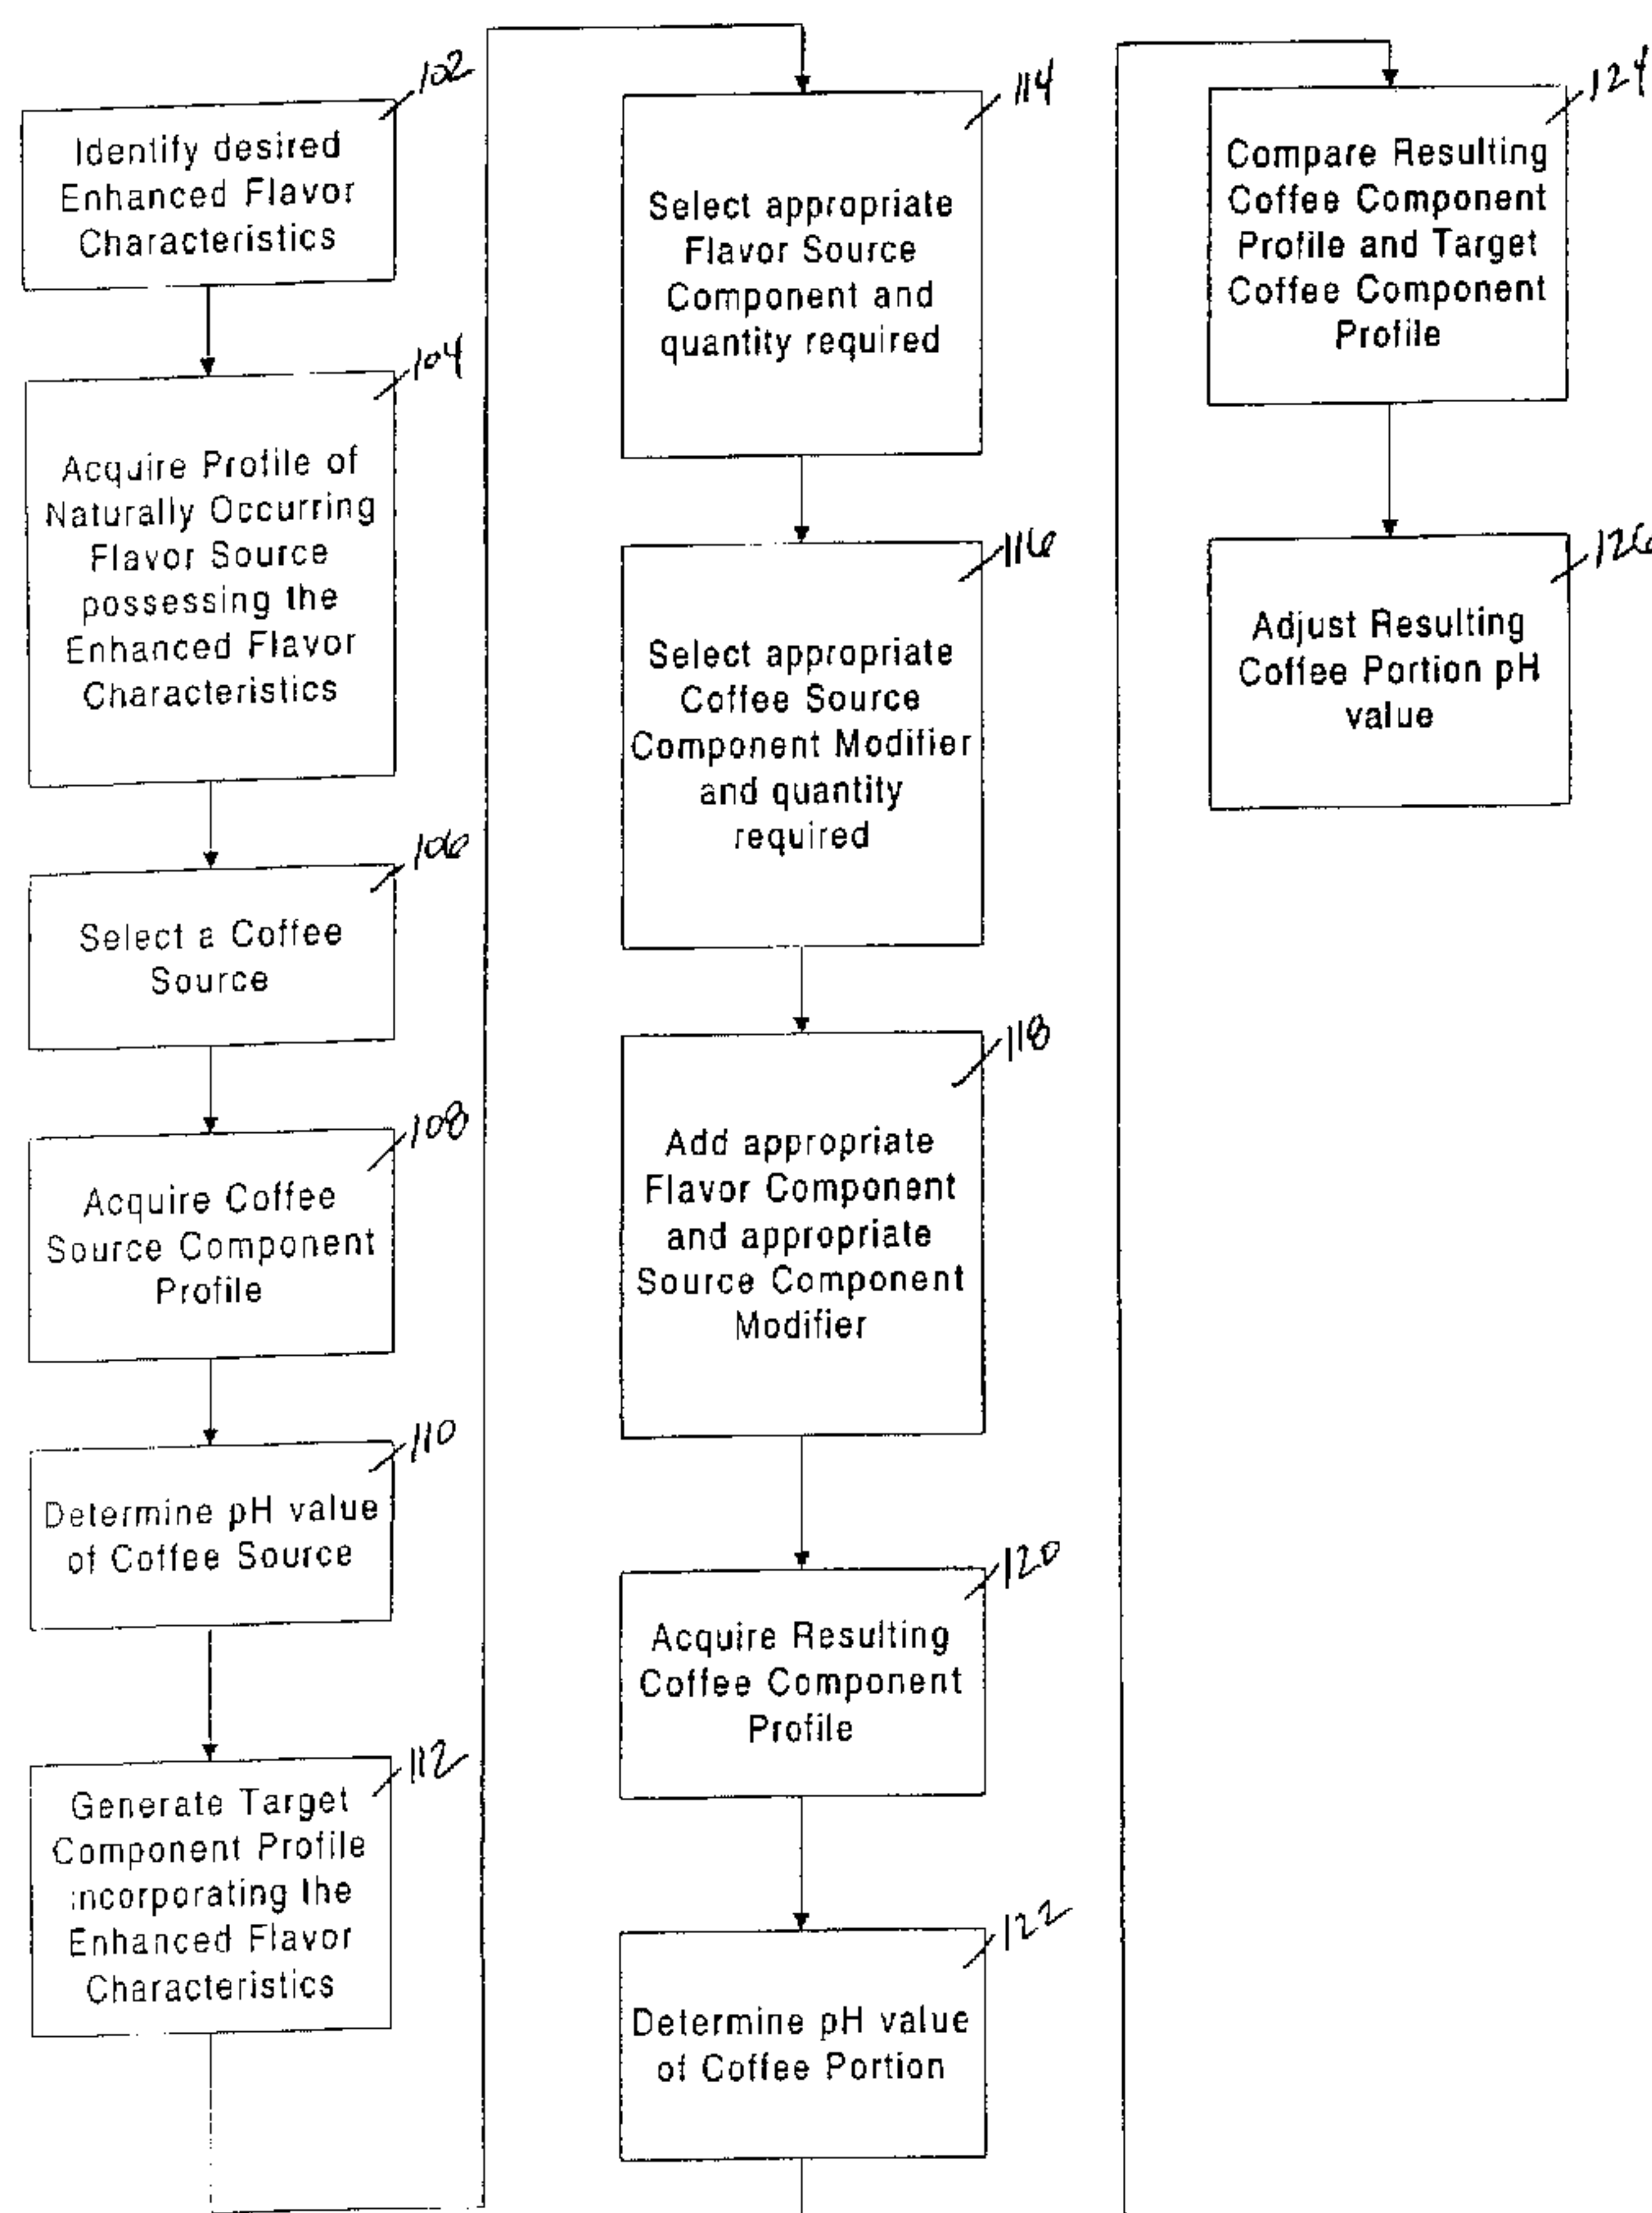 102
Identify desired
Enhanced Flavor
Characteristics
104
Acquire Profile of
Naturally Occurring
Flavor Source
possessing the
Enhanced Flavor
Characteristics
106
Select a Coffee
Source
108
Acquire Coffee
Source Component
Profile
110
Determine pH value
of Coffee Source
112
Generate Target
Component Profile
incorporating the
Enhanced Flavor
Characteristics
114
Select appropriate
Flavor Source
Component and
quantity required
116
Select appropriate
Coffee Source
Component Modifier
and quantity
required
118
Add appropriate
Flavor Component
and appropriate
Source Component
Modifier
120
Acquire Resulting
Coffee Component
Profile
122
Determine pH value
of Coffee Portion
124
Compare Resulting
Coffee Component
Profile and Target
Coffee Component
Profile
126
Adjust Resulting
Coffee Portion pH
value